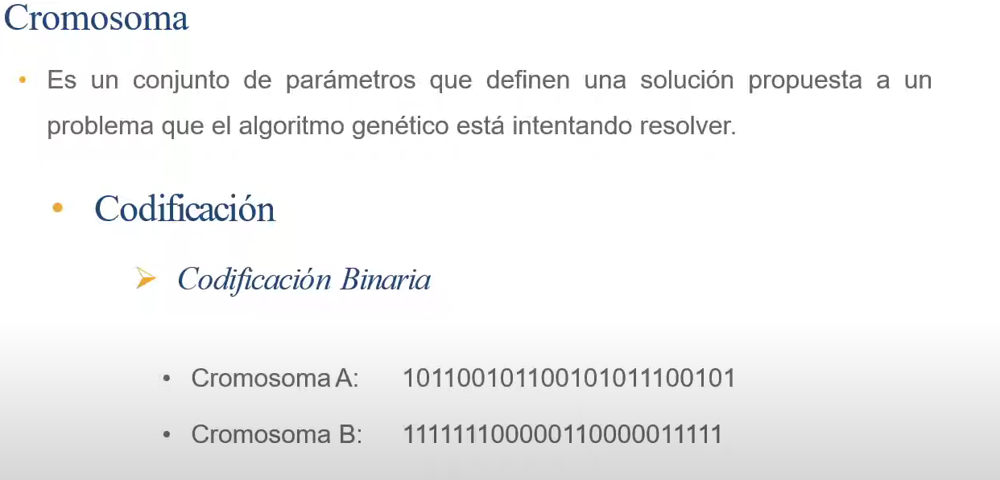 Cromosoma
• Es un conjunto de parámetros que definen una solución propuesta a un
problema que el algoritmo genético está intentando resolver.
• Codificación
➢ Codificación Binaria
• Cromosoma A: 101100101100101011100101
• Cromosoma B: 111111100000110000011111